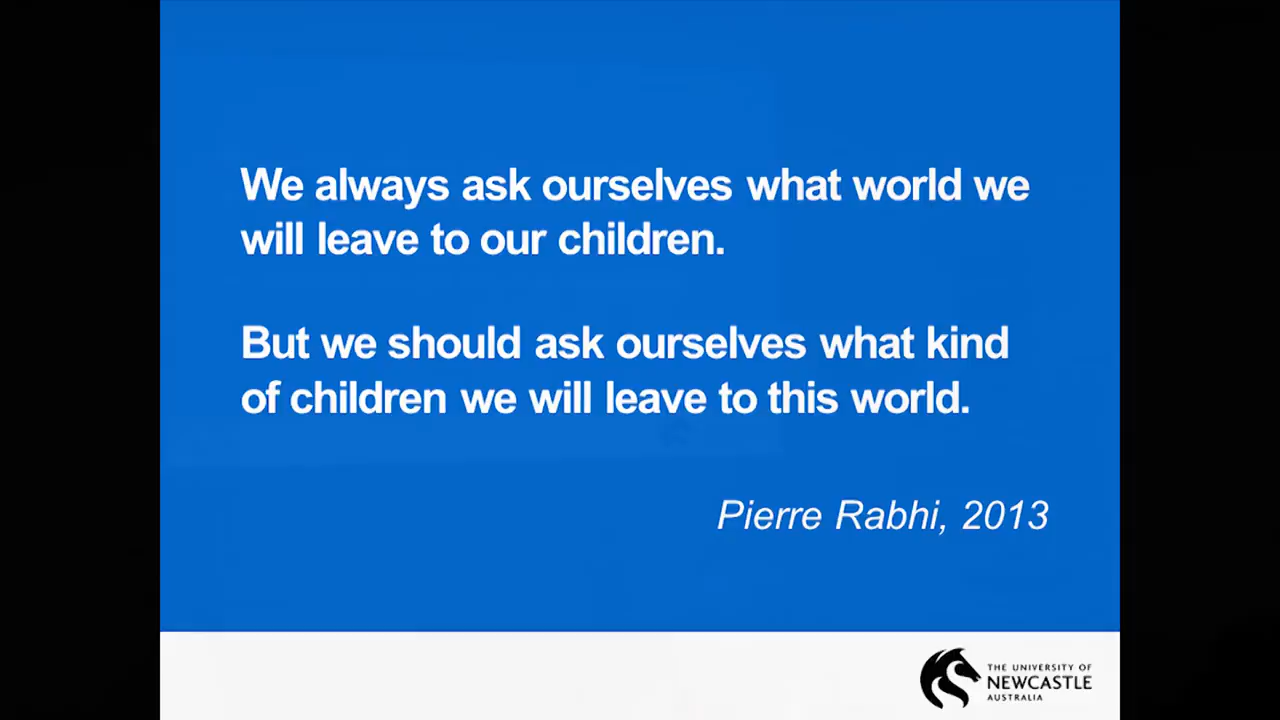 We always ask ourselves what world we
will leave to our children.
But we should ask ourselves what kind
of children we will leave to this world.
Pierre Rabhi, 2013
THE UNIVERSITY OF
NEWCASTLE
AUSTRALIA